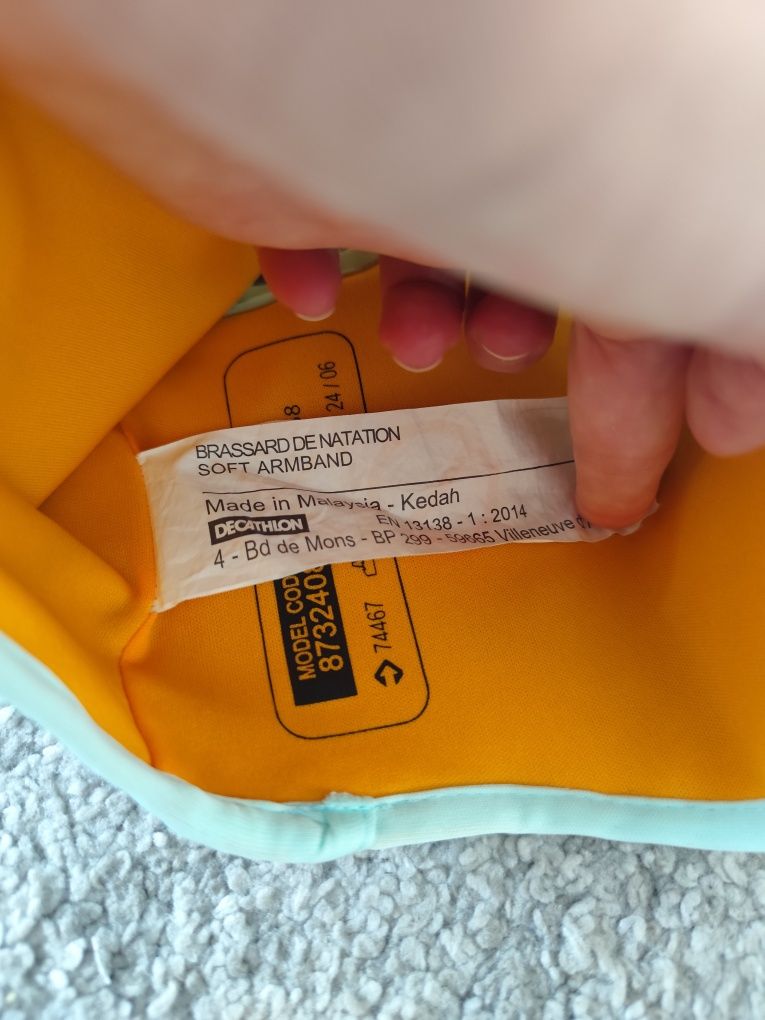 BRASSARD DE NATATION
SOFT ARMBAND
Made in Malaysia - Kedah
DECATHLON EN 13138 - 1 : 2014
4 - Bd de Mons - BP 299 - 59665 Villeneuve
24 / 06
MODEL COD
873240
74467